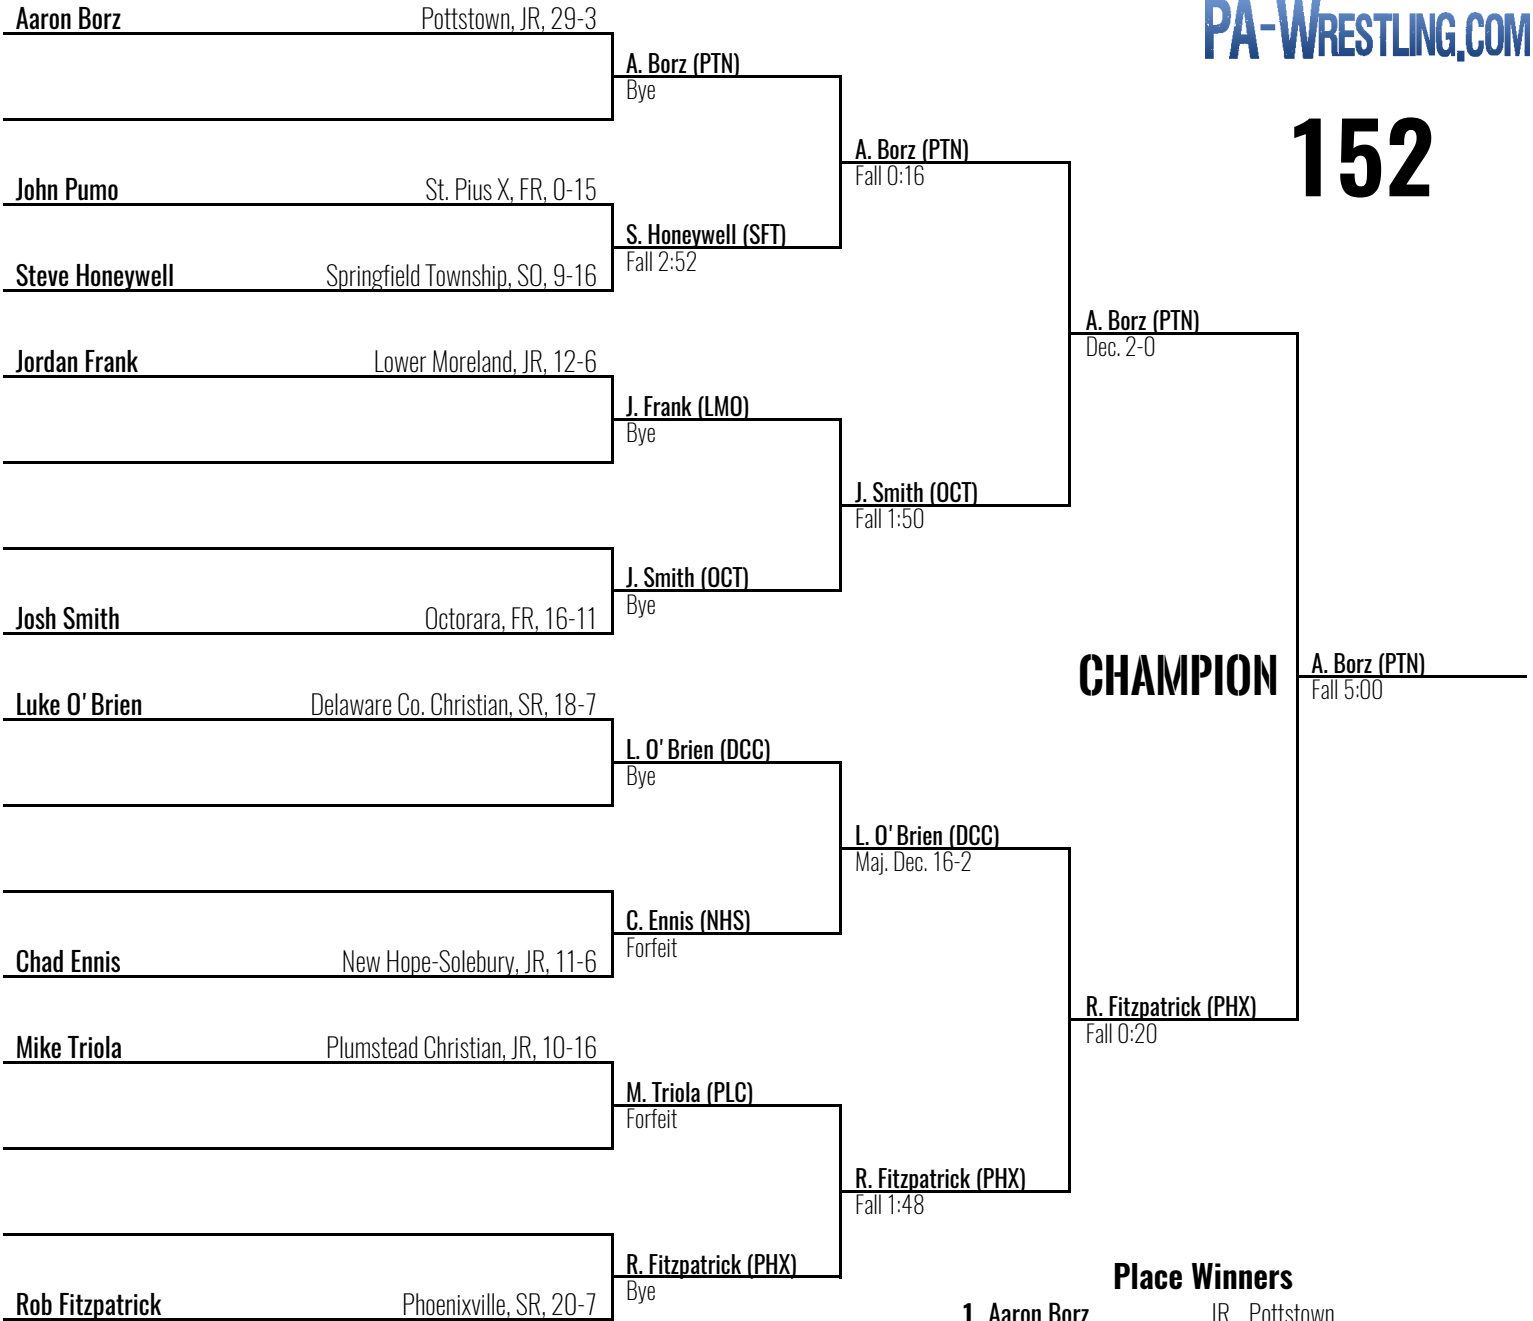 PA-WRESTLING.COM
152
Aaron Borz Pottstown, JR, 29-3
A. Borz (PTN)
Bye
A. Borz (PTN)
Fall 0:16
John Pumo St. Pius X, FR, 0-15
S. Honeywell (SFT)
Fall 2:52
Steve Honeywell Springfield Township, SO, 9-16
A. Borz (PTN)
Dec. 2-0
Jordan Frank Lower Moreland, JR, 12-6
J. Frank (LMO)
Bye
J. Smith (OCT)
Fall 1:50
J. Smith (OCT)
Bye
Josh Smith Octorara, FR, 16-11
CHAMPION
A. Borz (PTN)
Fall 5:00
Luke O'Brien Delaware Co. Christian, SR, 18-7
L. O'Brien (DCC)
Bye
L. O'Brien (DCC)
Maj. Dec. 16-2
C. Ennis (NHS)
Forfeit
Chad Ennis New Hope-Solebury, JR, 11-6
R. Fitzpatrick (PHX)
Fall 0:20
Mike Triola Plumstead Christian, JR, 10-16
M. Triola (PLC)
Forfeit
R. Fitzpatrick (PHX)
Fall 1:48
R. Fitzpatrick (PHX)
Bye
Rob Fitzpatrick Phoenixville, SR, 20-7
Place Winners
1 Aaron Borz JR Pottstown